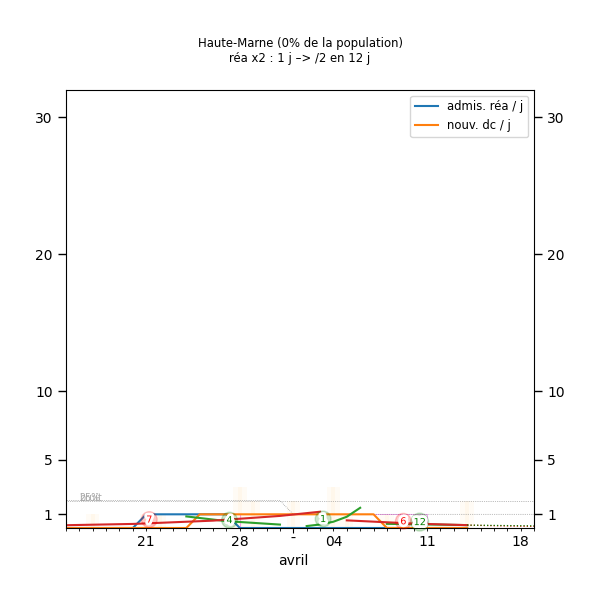 Haute-Marne (0% de la population)
réa x2 : 1 j –> /2 en 12 j
admis. réa / j
nouv. dc / j
30 30
20 20
10 10
5 5
1 1
7 4 1 6 -12
21 28 - 04 11 18
avril